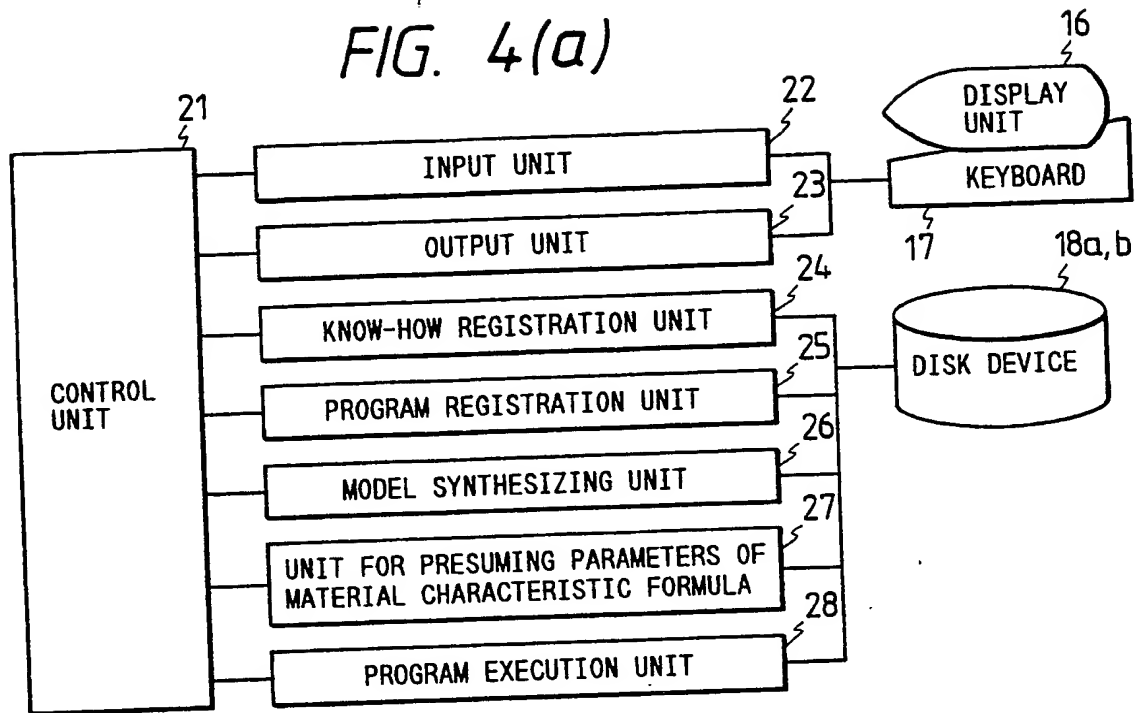 FIG. 4(a)
16
21
22
DISPLAY
UNIT
INPUT UNIT
23
KEYBOARD
OUTPUT UNIT
17
18a,b
24
KNOW-HOW REGISTRATION UNIT
25
DISK DEVICE
CONTROL
UNIT
PROGRAM REGISTRATION UNIT
26
MODEL SYNTHESIZING UNIT
27
UNIT FOR PRESUMING PARAMETERS OF
MATERIAL CHARACTERISTIC FORMULA
28
PROGRAM EXECUTION UNIT